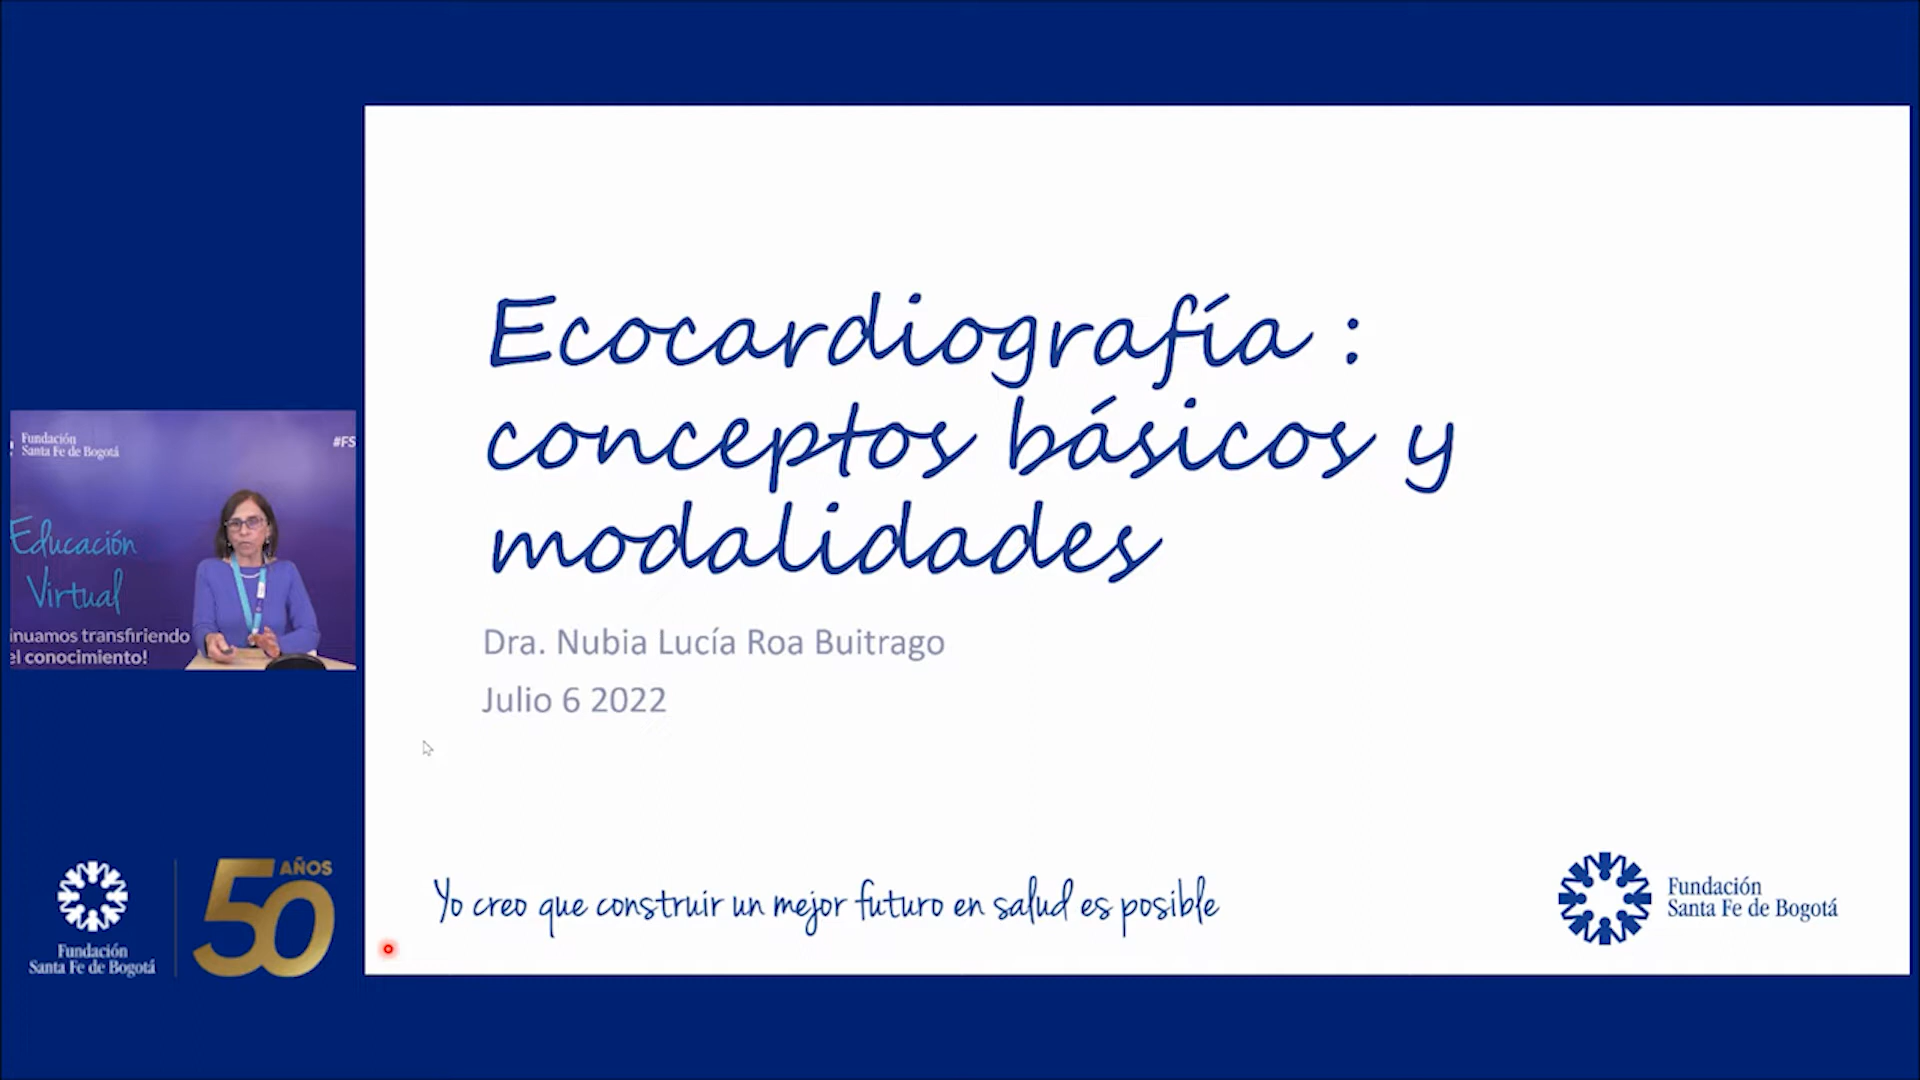 Ecocardiografía :
conceptos básicos y
modalidades
Dra. Nubia Lucía Roa Buitrago
Julio 6 2022
Yo creo que construir un mejor futuro en salud es posible
Fundación
Santa Fe de Bogotá
Fundación
Santa Fe de Bogotá
#FS
Educación
Virtual
inuamos transfiriendo
el conocimiento!
Fundación
Santa Fe de Bogotá
50 AÑOS